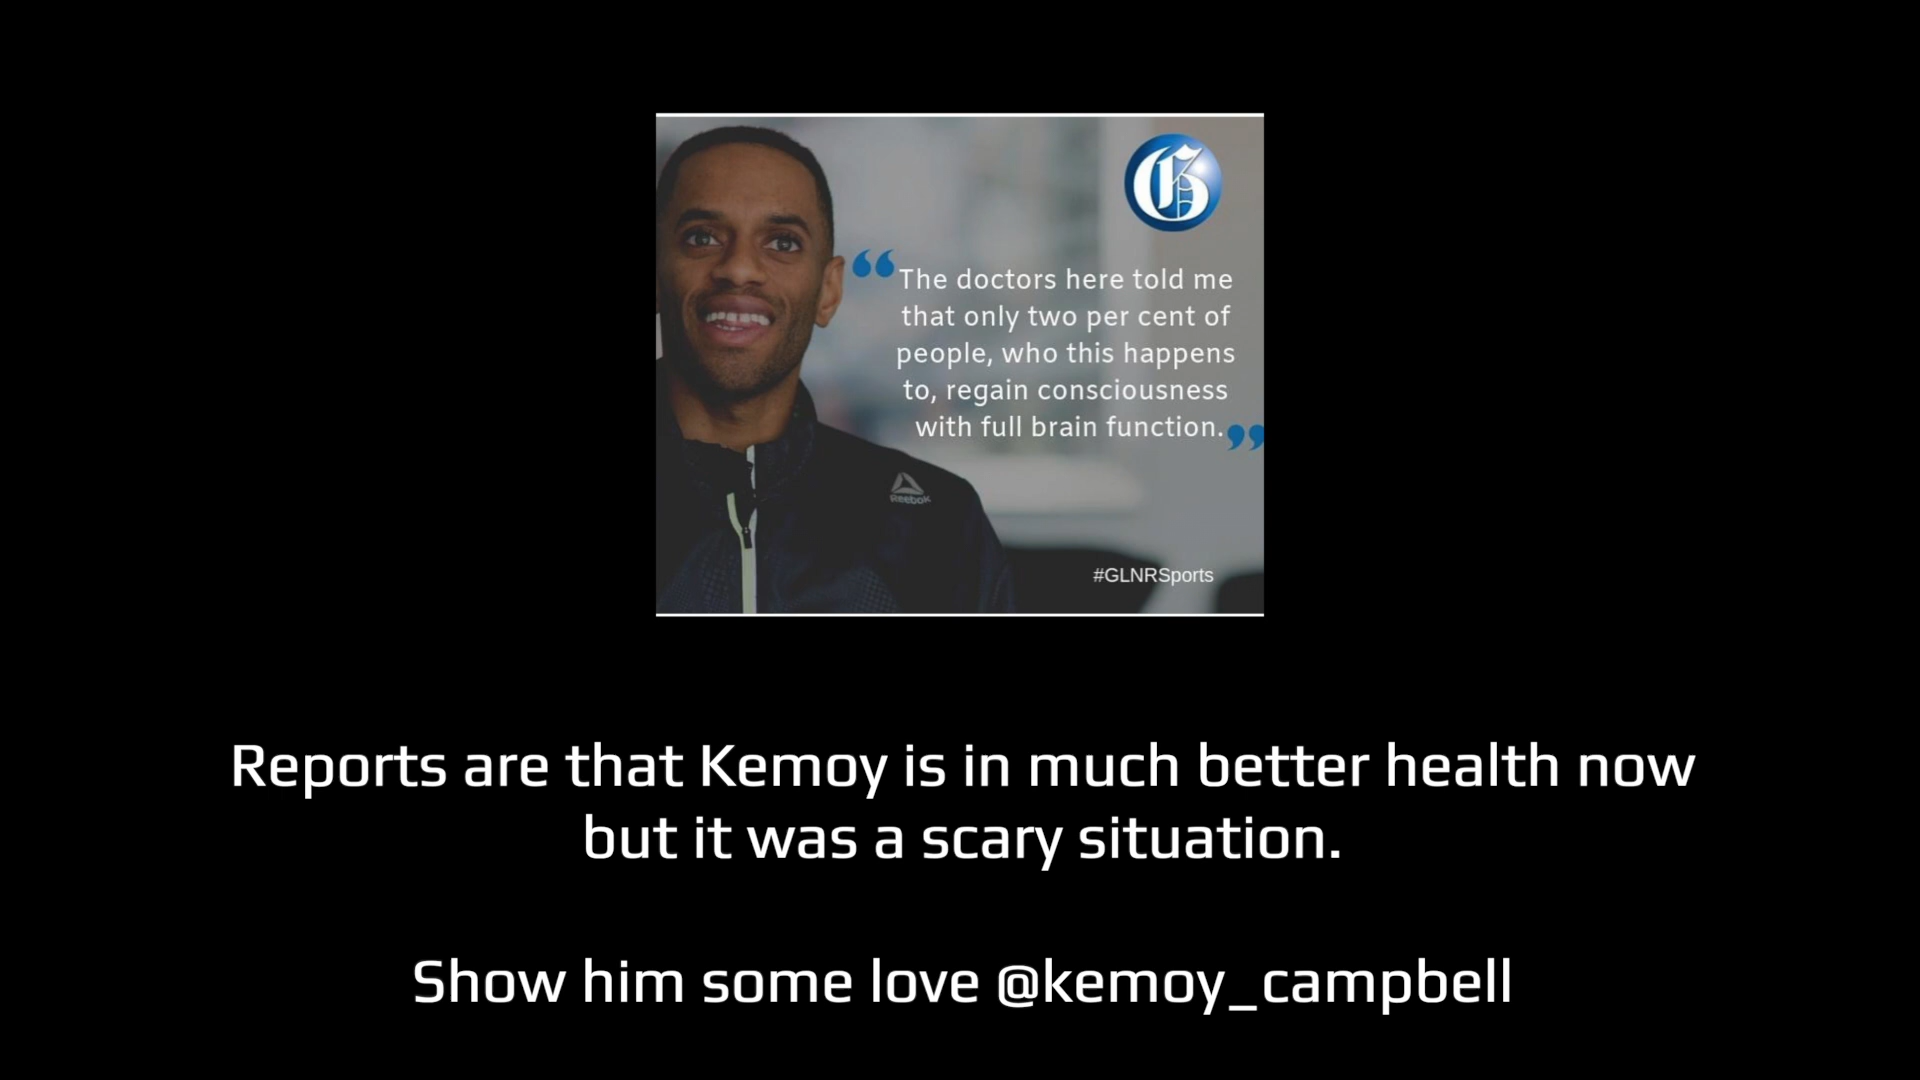 G
“The doctors here told me
that only two per cent of
people, who this happens
to, regain consciousness
with full brain function.”
Reebok
#GLNRSports
Reports are that Kemoy is in much better health now
but it was a scary situation.
Show him some love @kemoy_campbell